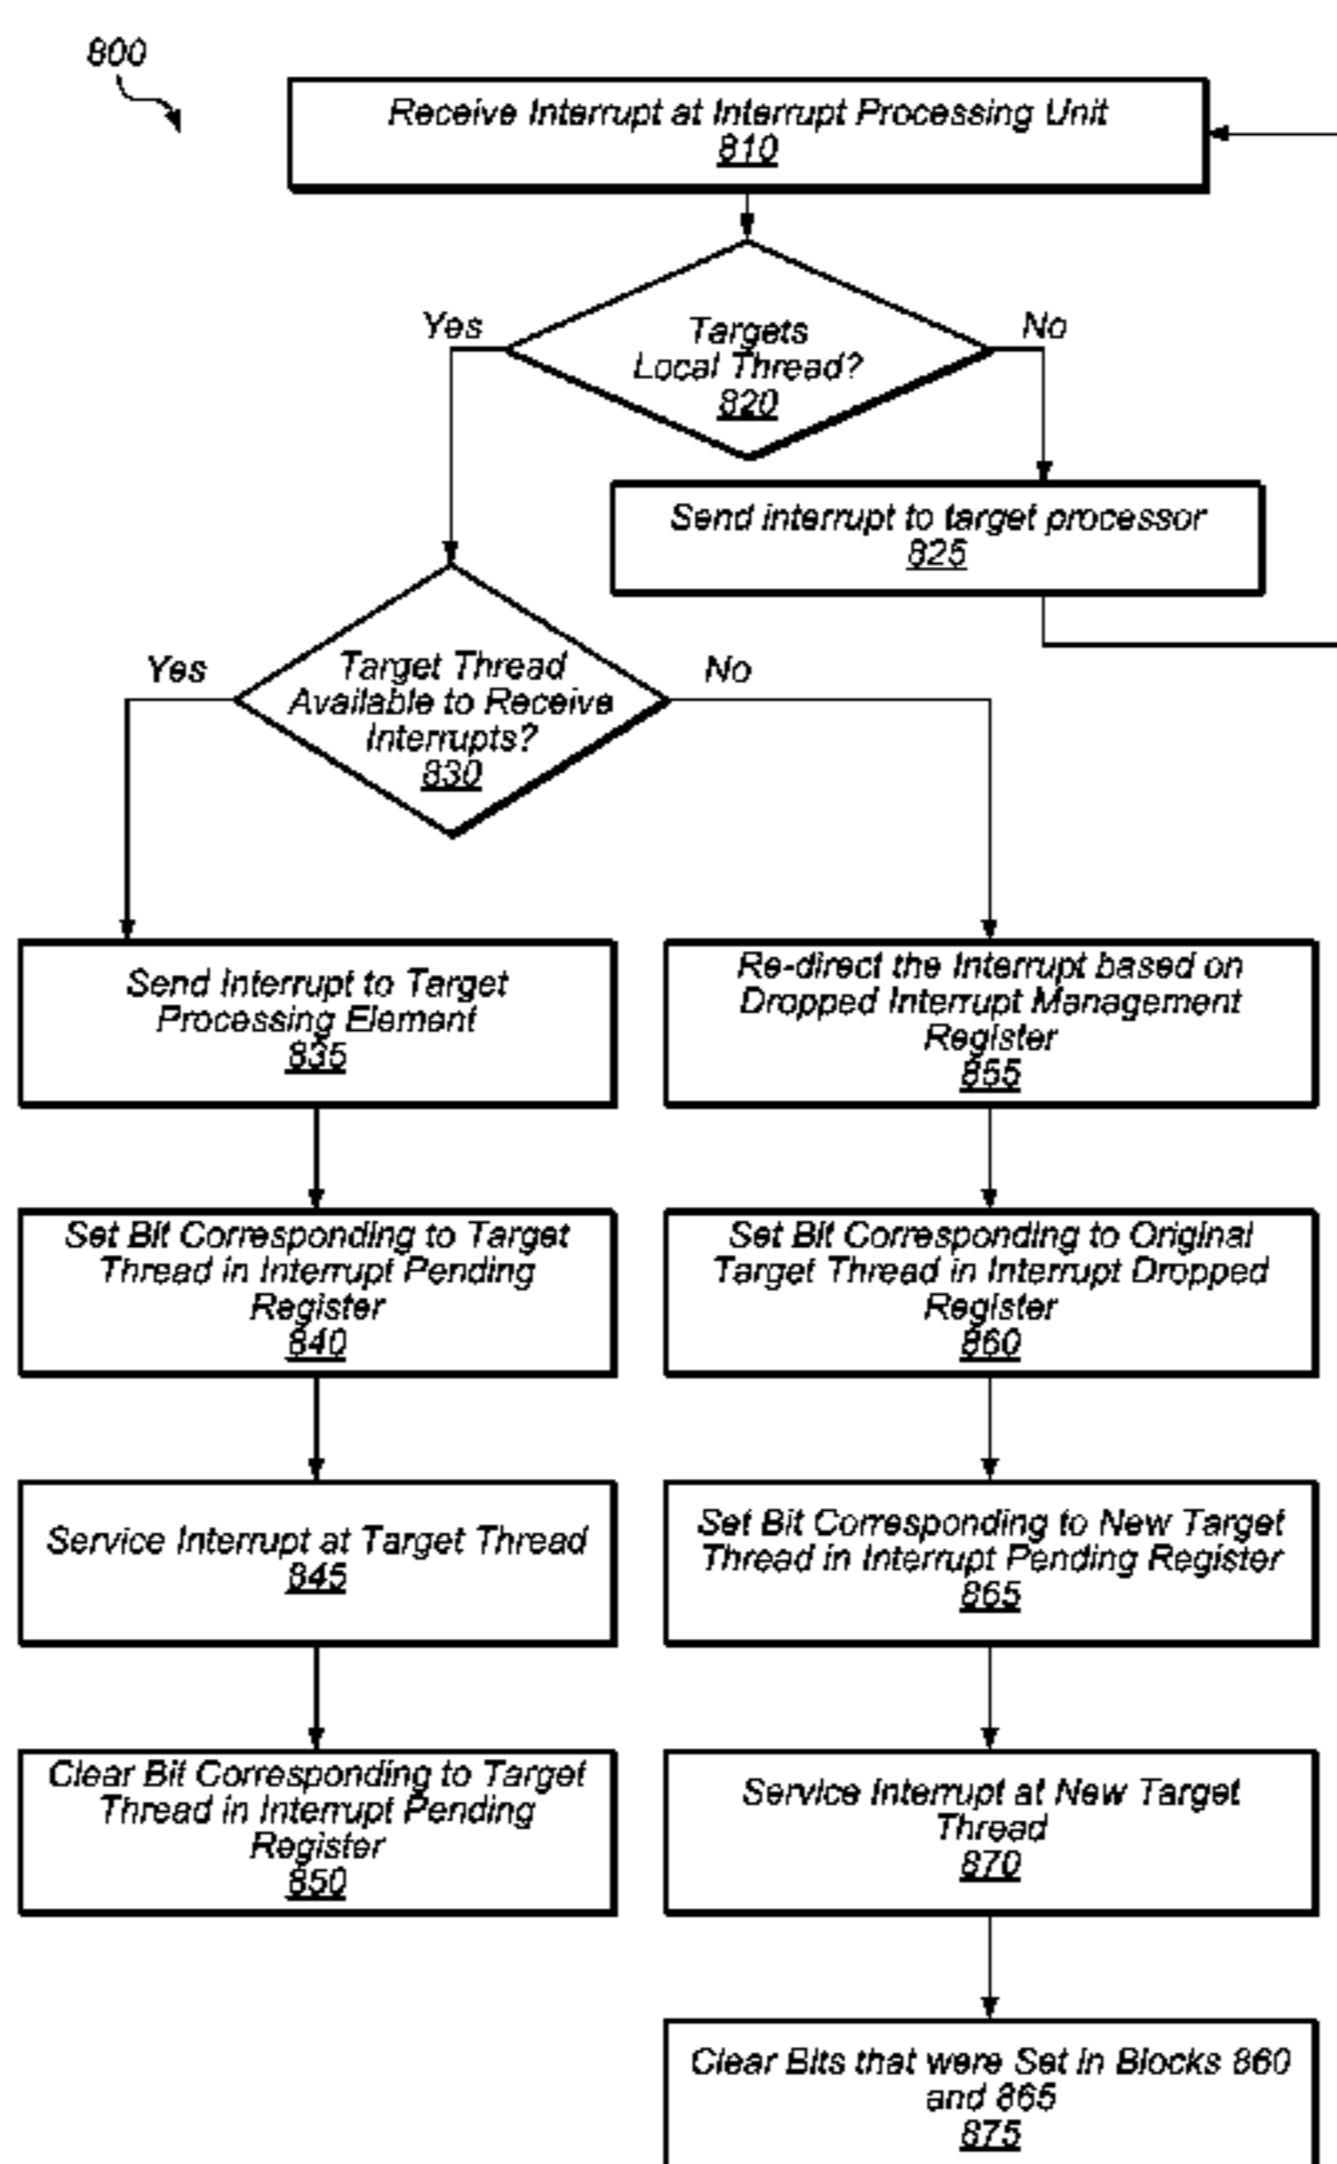 800
Receive Interrupt at Interrupt Processing Unit
810
Yes
Targets
Local Thread?
820
No
Send interrupt to target processor
825
Yes
Target Thread
Available to Receive
Interrupts?
830
No
Send Interrupt to Target
Processing Element
835
Set Bit Corresponding to Target
Thread in Interrupt Pending
Register
840
Service Interrupt at Target Thread
845
Clear Bit Corresponding to Target
Thread in Interrupt Pending
Register
850
Re-direct the Interrupt based on
Dropped Interrupt Management
Register
855
Set Bit Corresponding to Original
Target Thread in Interrupt Dropped
Register
860
Set Bit Corresponding to New Target
Thread in Interrupt Pending Register
865
Service Interrupt at New Target
Thread
870
Clear Bits that were Set in Blocks 860
and 865
875